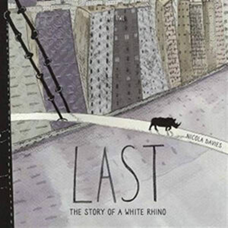 NICOLA DAVIES
LAST
THE STORY OF A WHITE RHINO